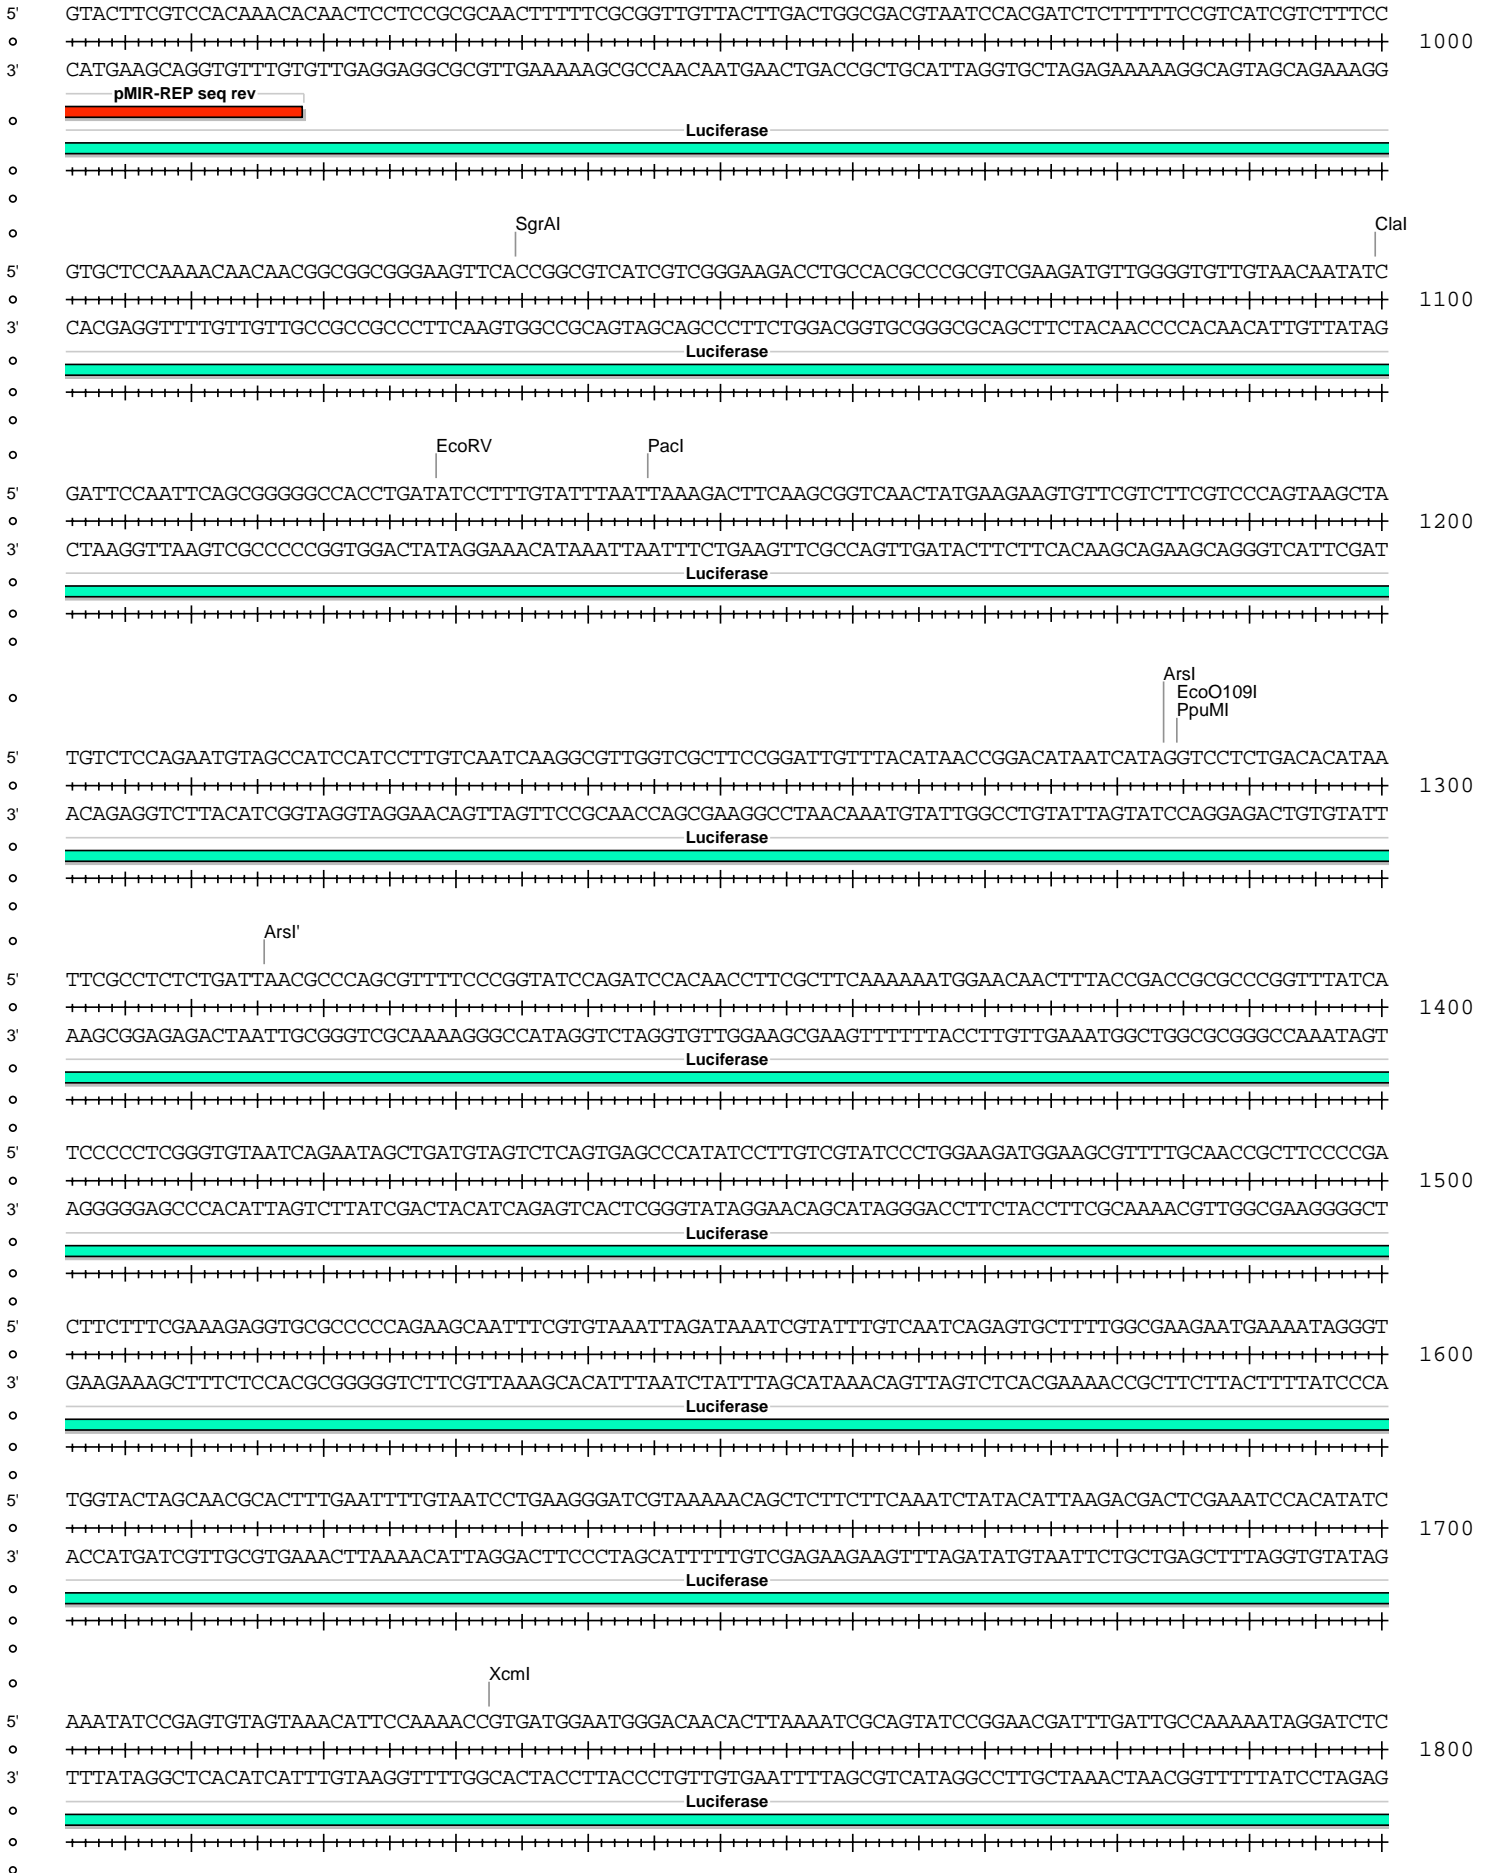 5' GTACTTCGTCCACAAACACAACTCCTCCGCGCAACTTTTTCGCGGTTGTTACTTGACTGGCGACGTAATCCACGATCTCTTTTTCCGTCATCGTCTTTCC
1000
3' CATGAAGCAGGTGTTTGTGTTGAGGAGGCGCGTTGAAAAAGCGCCAACAATGAACTGACCGCTGCATTAGGTGCTAGAGAAAAAGGCAGTAGCAGAAAGG
pMIR-REP seq rev
Luciferase
SgrAI ClaI
5' GTGCTCCAAAACAACAACGGCGGCGGGAAGTTCACCGGCGTCATCGTCGGGAAGACCTGCCACGCCCGCGTCGAAGATGTTGGGGTGTTGTAACAATATC
1100
3' CACGAGGTTTTGTTGTTGCCGCCGCCCTTCAAGTGGCCGCAGTAGCAGCCCTTCTGGACGGTGCGGGCGCAGCTTCTACAACCCCACAACATTGTTATAG
Luciferase
EcoRV PacI
5' GATTCCAATTCAGCGGGGGCCACCTGATATCCTTTGTATTTAATTAAAGACTTCAAGCGGTCAACTATGAAGAAGTGTTCGTCTTCGTCCCAGTAAGCTA
1200
3' CTAAGGTTAAGTCGCCCCCGGTGGACTATAGGAAACATAAATTAATTTCTGAAGTTCGCCAGTTGATACTTCTTCACAAGCAGAAGCAGGGTCATTCGAT
Luciferase
ArsI
EcoO109I
PpuMI
5' TGTCTCCAGAATGTAGCCATCCATCCTTGTCAATCAAGGCGTTGGTCGCTTCCGGATTGTTTACATAACCGGACATAATCATAGGTCCTCTGACACATAA
1300
3' ACAGAGGTCTTACATCGGTAGGTAGGAACAGTTAGTTCCGCAACCAGCGAAGGCCTAACAAATGTATTGGCCTGTATTAGTATCCAGGAGACTGTGTATT
Luciferase
ArsI'
5' TTCGCCTCTCTGATTAACGCCCAGCGTTTTCCCGGTATCCAGATCCACAACCTTCGCTTCAAAAAATGGAACAACTTTACCGACCGCGCCCGGTTTATCA
1400
3' AAGCGGAGAGACTAATTGCGGGTCGCAAAAGGGCCATAGGTCTAGGTGTTGGAAGCGAAGTTTTTTACCTTGTTGAAATGGCTGGCGCGGGCCAAATAGT
Luciferase
5' TCCCCCTCGGGTGTAATCAGAATAGCTGATGTAGTCTCAGTGAGCCCATATCCTTGTCGTATCCCTGGAAGATGGAAGCGTTTTGCAACCGCTTCCCCGA
1500
3' AGGGGGAGCCCACATTAGTCTTATCGACTACATCAGAGTCACTCGGGTATAGGAACAGCATAGGGACCTTCTACCTTCGCAAAACGTTGGCGAAGGGGCT
Luciferase
5' CTTCTTTCGAAAGAGGTGCGCCCCCAGAAGCAATTTCGTGTAAATTAGATAAATCGTATTTGTCAATCAGAGTGCTTTTGGCGAAGAATGAAAATAGGGT
1600
3' GAAGAAAGCTTTCTCCACGCGGGGGTCTTCGTTAAAGCACATTTAATCTATTTAGCATAAACAGTTAGTCTCACGAAAACCGCTTCTTACTTTTATCCCA
Luciferase
5' TGGTACTAGCAACGCACTTTGAATTTTGTAATCCTGAAGGGATCGTAAAAACAGCTCTTCTTCAAATCTATACATTAAGACGACTCGAAATCCACATATC
1700
3' ACCATGATCGTTGCGTGAAACTTAAAACATTAGGACTTCCCTAGCATTTTTGTCGAGAAGAAGTTTAGATATGTAATTCTGCTGAGCTTTAGGTGTATAG
Luciferase
XcmI
5' AAATATCCGAGTGTAGTAAACATTCCAAAACCGTGATGGAATGGGACAACACTTAAAATCGCAGTATCCGGAACGATTTGATTGCCAAAAATAGGATCTC
1800
3' TTTATAGGCTCACATCATTTGTAAGGTTTTGGCACTACCTTACCCTGTTGTGAATTTTAGCGTCATAGGCCTTGCTAAACTAACGGTTTTTATCCTAGAG
Luciferase